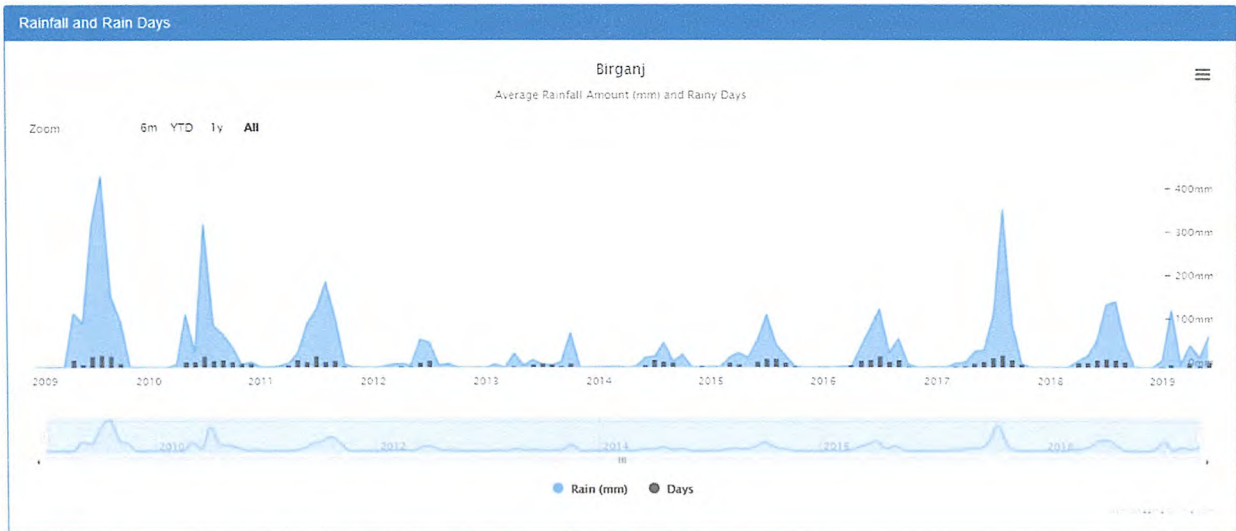 Rainfall and Rain Days
Birganj
Average Rainfall Amount (mm) and Rainy Days
Zoom 6m YTD 1y All
400mm
300mm
200mm
100mm
0mm
2009 2010 2011 2012 2013 2014 2015 2016 2017 2018 2019
2010 2012 2014 2016 2018
Rain (mm) Days